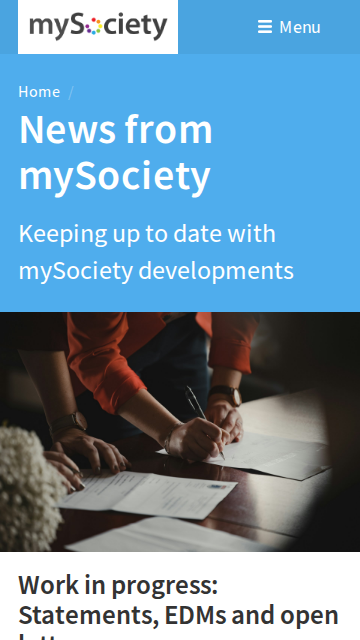 mySociety
Menu
Home /
News from
mySociety
Keeping up to date with
mySociety developments
Work in progress:
Statements, EDMs and open